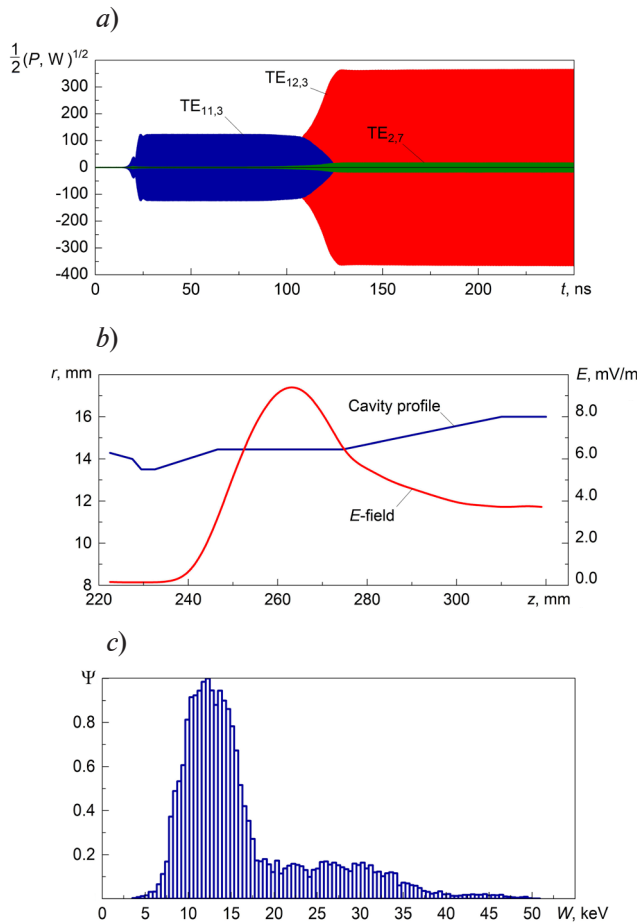 a)
1/2(P, W)^1/2
TE12,3
300
TE11,3
200
100
TE2,7
0
-100
-200
-300
-400
0 50 100 150 200 t, ns
b)
r, mm E, mV/m
16 Cavity profile 8.0
14 6.0
12 E-field 4.0
10 2.0
8 0.0
220 240 260 280 300 z, mm
c)
Ψ
0.8
0.6
0.4
0.2
0 5 10 15 20 25 30 35 40 45 W, keV